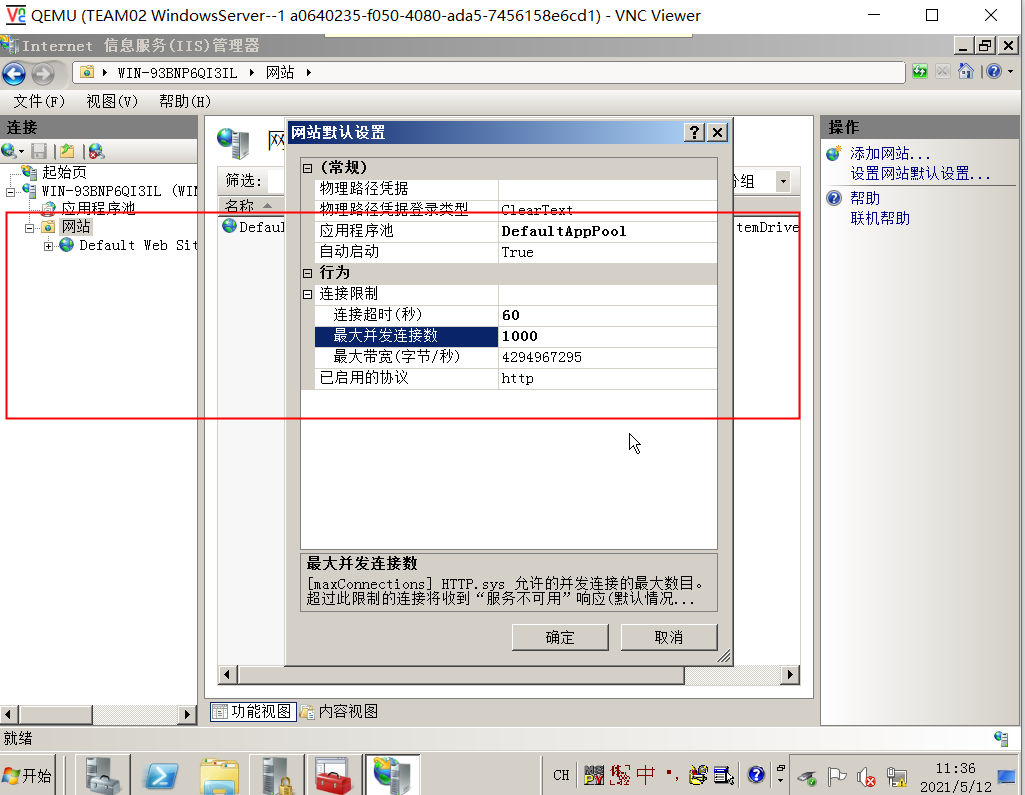 QEMU (TEAM02 WindowsServer--1 a0640235-f050-4080-ada5-7456158e6cd1) - VNC Viewer
Internet 信息服务(IIS)管理器
WIN-93BNP6QI3IL 网站
文件(F) 视图(V) 帮助(H)
连接
起始页
WIN-93BNP6QI3IL (WIN
应用程序池
网站
Default Web Sit
网
筛选:
分组
名称
Defaul
temDrive
网站默认设置
(常规)
物理路径凭据
物理路径凭据登录类型 ClearText
应用程序池 DefaultAppPool
自动启动 True
行为
连接限制
连接超时(秒) 60
最大并发连接数 1000
最大带宽(字节/秒) 4294967295
已启用的协议 http
最大并发连接数
[maxConnections] HTTP.sys 允许的并发连接的最大数目。
超过此限制的连接将收到“服务不可用”响应(默认情况...
确定 取消
操作
添加网站...
设置网站默认设置...
帮助
联机帮助
功能视图 内容视图
就绪
开始
CH
中
11:36
2021/5/12